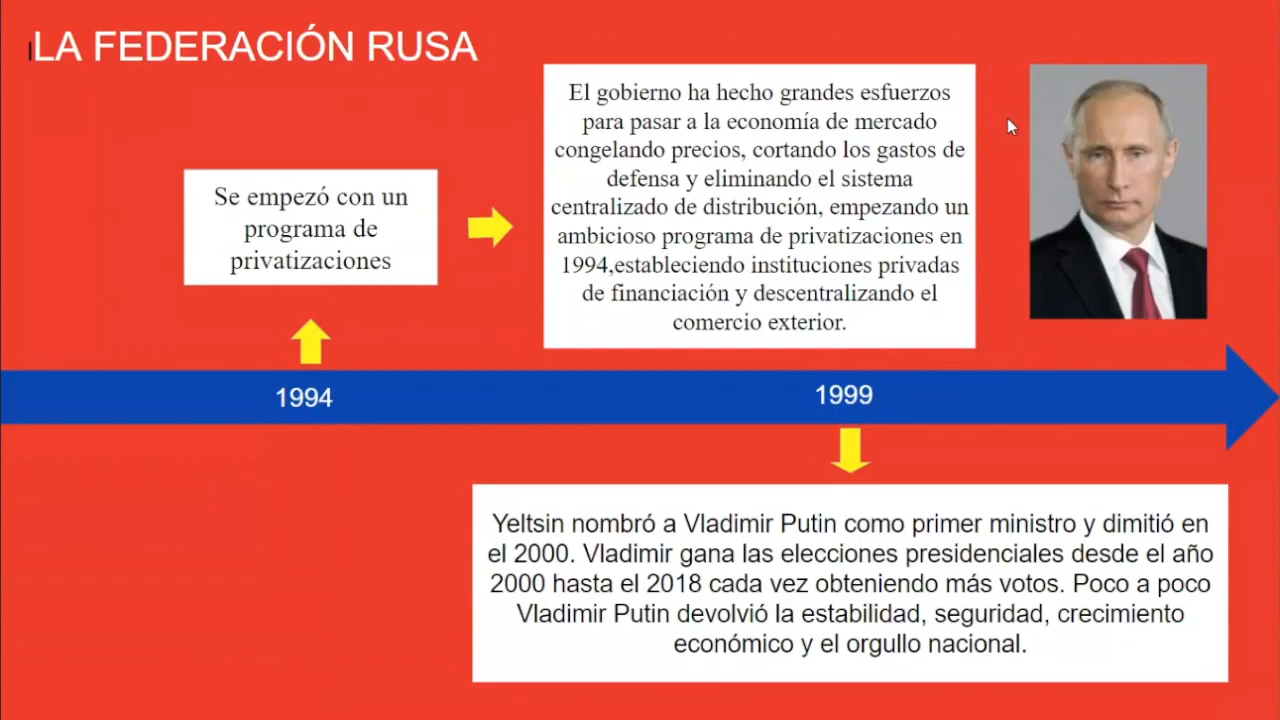 LA FEDERACIÓN RUSA
Se empezó con un
programa de
privatizaciones
El gobierno ha hecho grandes esfuerzos
para pasar a la economía de mercado
congelando precios, cortando los gastos de
defensa y eliminando el sistema
centralizado de distribución, empezando un
ambicioso programa de privatizaciones en
1994,estableciendo instituciones privadas
de financiación y descentralizando el
comercio exterior.
1994
1999
Yeltsin nombró a Vladimir Putin como primer ministro y dimitió en
el 2000. Vladimir gana las elecciones presidenciales desde el año
2000 hasta el 2018 cada vez obteniendo más votos. Poco a poco
Vladimir Putin devolvió la estabilidad, seguridad, crecimiento
económico y el orgullo nacional.